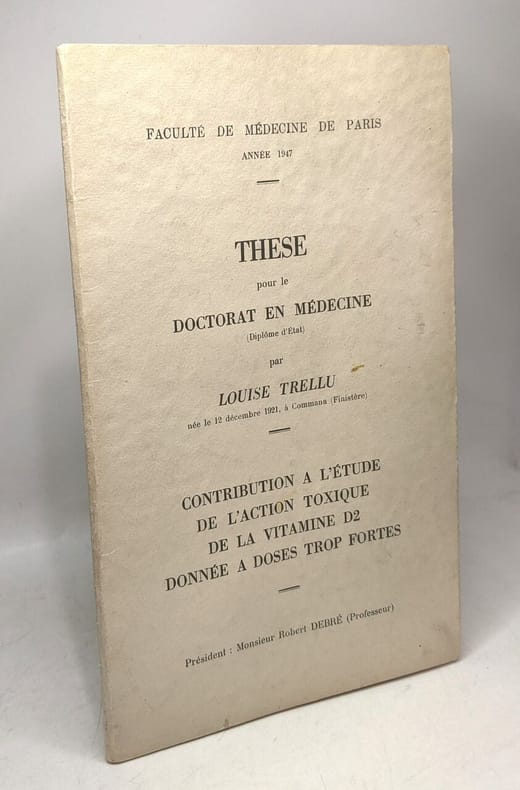 FACULTÉ DE MÉDECINE DE PARIS
ANNÉE 1947
THESE
pour le
DOCTORAT EN MÉDECINE
(Diplôme d'État)
par
LOUISE TRELLU
née le 12 décembre 1921, à Commana (Finistère)
CONTRIBUTION A L'ÉTUDE
DE L'ACTION TOXIQUE
DE LA VITAMINE D2
DONNÉE A DOSES TROP FORTES
Président : Monsieur Robert DEBRÉ (Professeur)